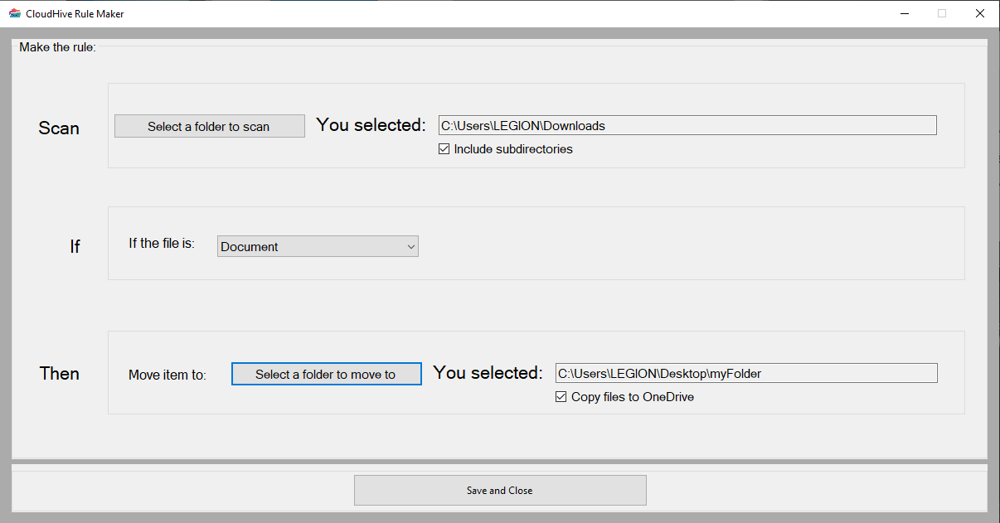 CloudHive Rule Maker
Make the rule:
Scan
Select a folder to scan
You selected:
C:\Users\LEGION\Downloads
Include subdirectories
If
If the file is:
Document
Then
Move item to:
Select a folder to move to
You selected:
C:\Users\LEGION\Desktop\myFolder
Copy files to OneDrive
Save and Close